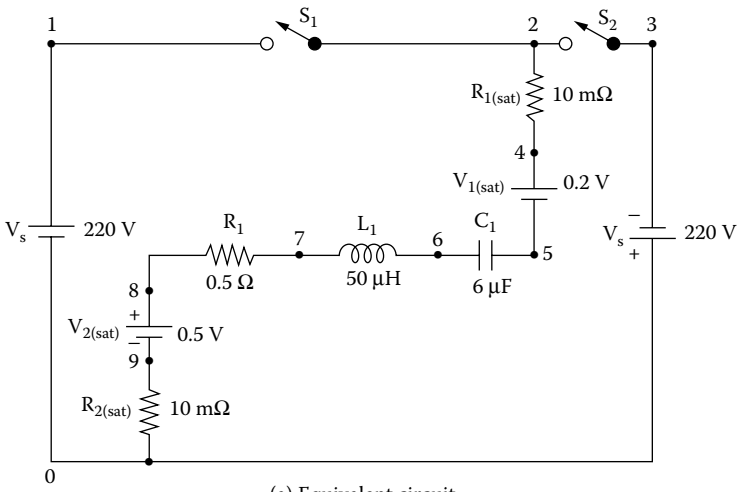 1
S1
2
S2
3
R1(sat)
10 mΩ
4
V1(sat)
0.2 V
Vs
220 V
R1
0.5 Ω
7
L1
50 µH
6
C1
6 µF
5
−
Vs
220 V
+
8
+
V2(sat)
0.5 V
−
9
R2(sat)
10 mΩ
0
(a) Equivalent circuit